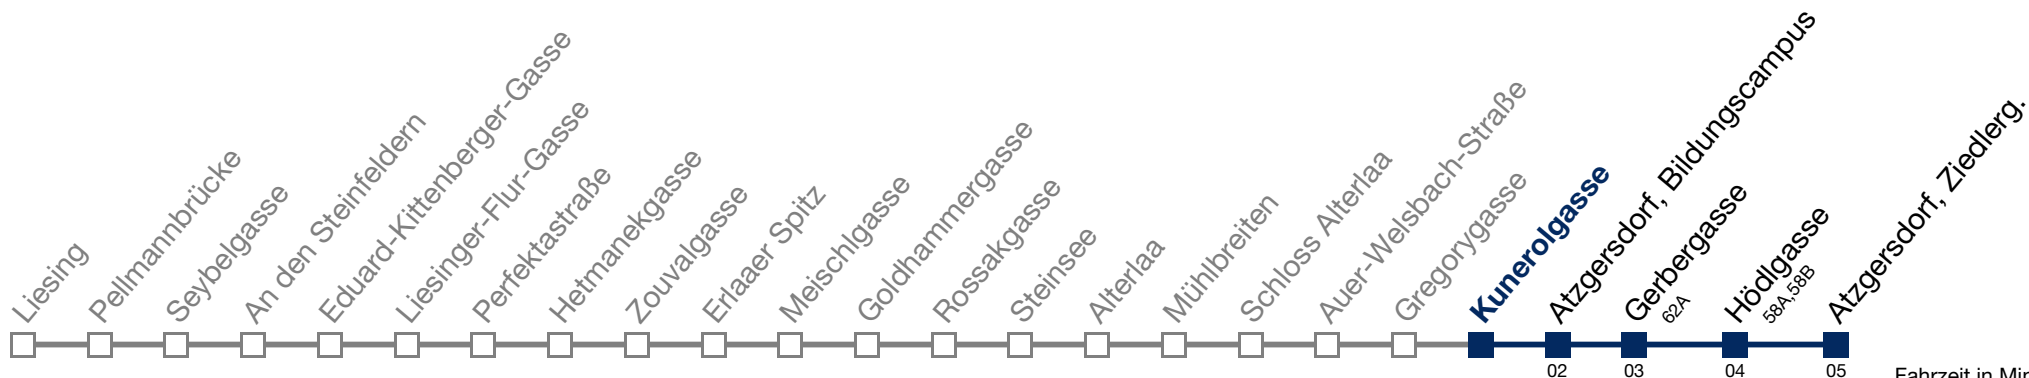 Liesing
Pellmannbrücke
Seybelgasse
An den Steinfeldern
Eduard-Kittenberger-Gasse
Liesinger-Flur-Gasse
Perfektastraße
Hetmanekgasse
Zouvalgasse
Erlaaer Spitz
Meischlgasse
Goldhammergasse
Rossakgasse
Steinsee
Alterlaa
Mühlbreiten
Schloss Alterlaa
Auer-Welsbach-Straße
Gregorygasse
Kunerolgasse
Atzgersdorf, Bildungscampus
Gerbergasse
62A
Hödlgasse
58A,58B
Atzgersdorf, Ziedlerg.
02
03
04
05
Fahrzeit in